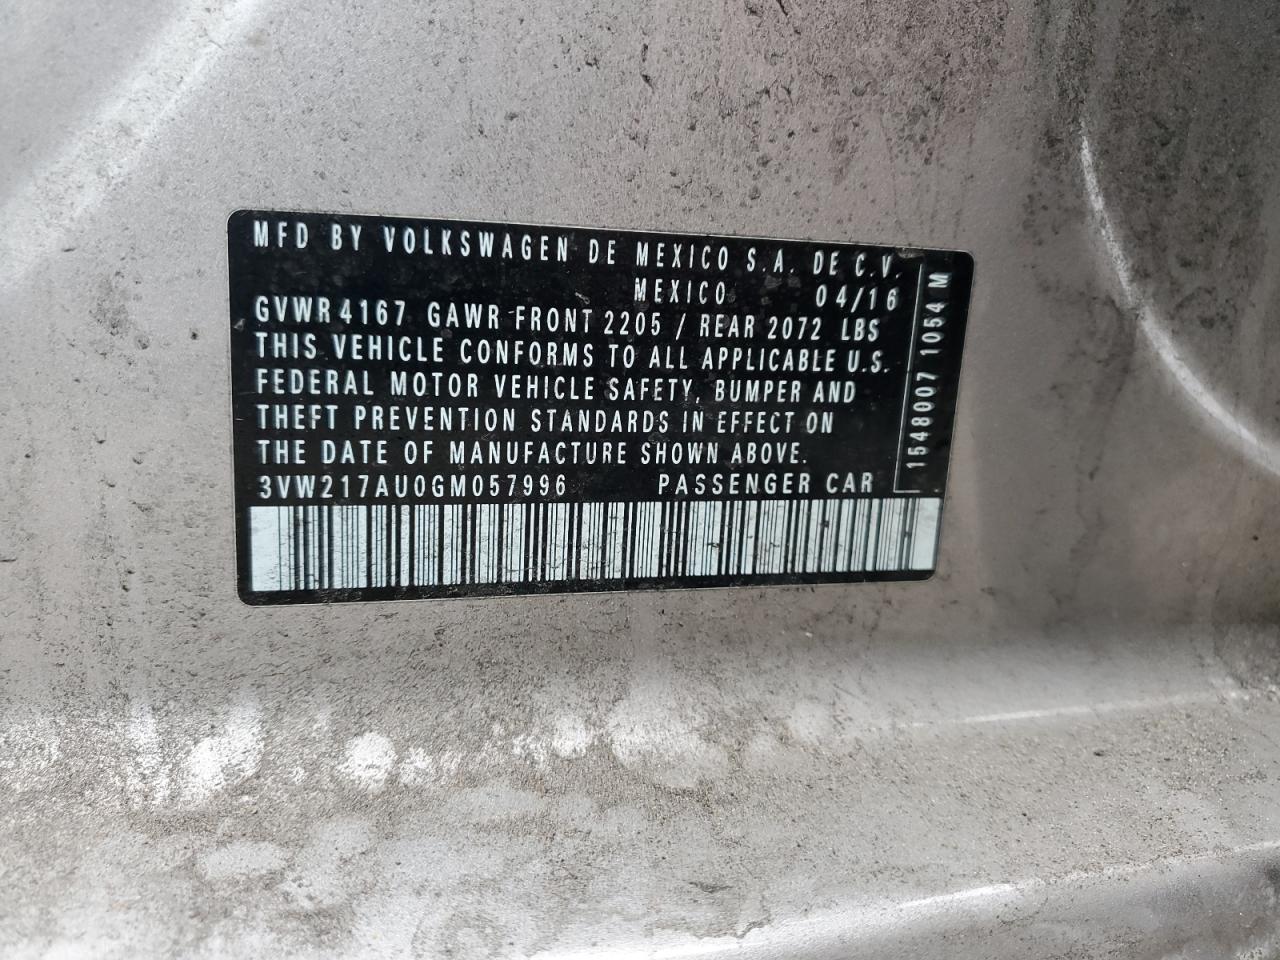 MFD BY VOLKSWAGEN DE MEXICO S.A. DE C.V.
MEXICO 04/16
GVWR 4167 GAWR FRONT 2205 / REAR 2072 LBS
THIS VEHICLE CONFORMS TO ALL APPLICABLE U.S.
FEDERAL MOTOR VEHICLE SAFETY, BUMPER AND
THEFT PREVENTION STANDARDS IN EFFECT ON
THE DATE OF MANUFACTURE SHOWN ABOVE.
3VW217AU0GM057996 PASSENGER CAR
1548007 1054 M